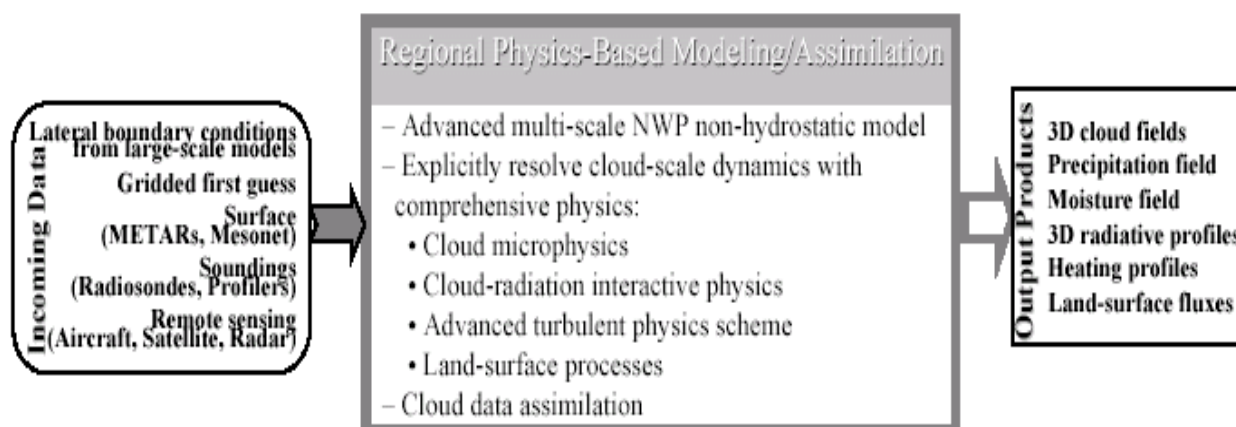 Incoming Data
Lateral boundary conditions
from large-scale models
Gridded first guess
Surface
(METARs, Mesonet)
Soundings
(Radiosondes, Profilers)
Remote sensing
(Aircraft, Satellite, Radar)
Regional Physics-Based Modeling/Assimilation
– Advanced multi-scale NWP non-hydrostatic model
– Explicitly resolve cloud-scale dynamics with
comprehensive physics:
• Cloud microphysics
• Cloud-radiation interactive physics
• Advanced turbulent physics scheme
• Land-surface processes
– Cloud data assimilation
Output Products
3D cloud fields
Precipitation field
Moisture field
3D radiative profiles
Heating profiles
Land-surface fluxes